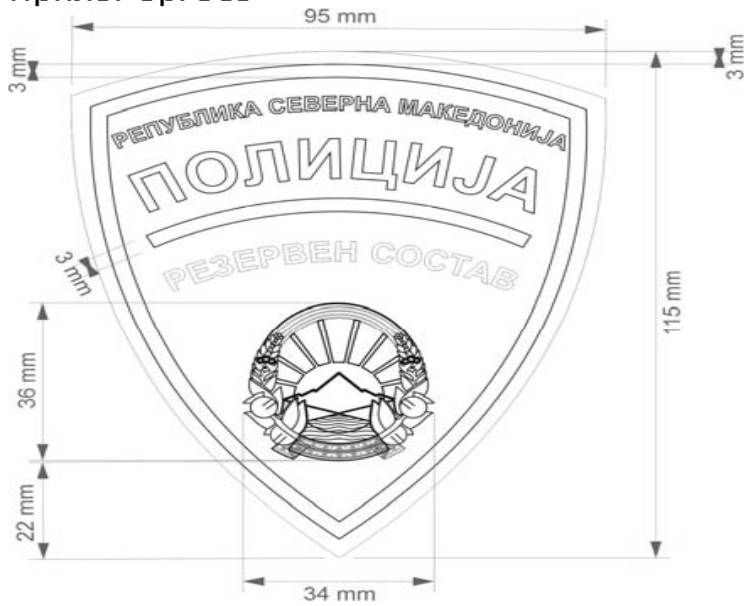 95 mm
3 mm
3 mm
РЕПУБЛИКА СЕВЕРНА МАКЕДОНИЈА
ПОЛИЦИЈА
3 mm
РЕЗЕРВЕН СОСТАВ
115 mm
36 mm
22 mm
34 mm